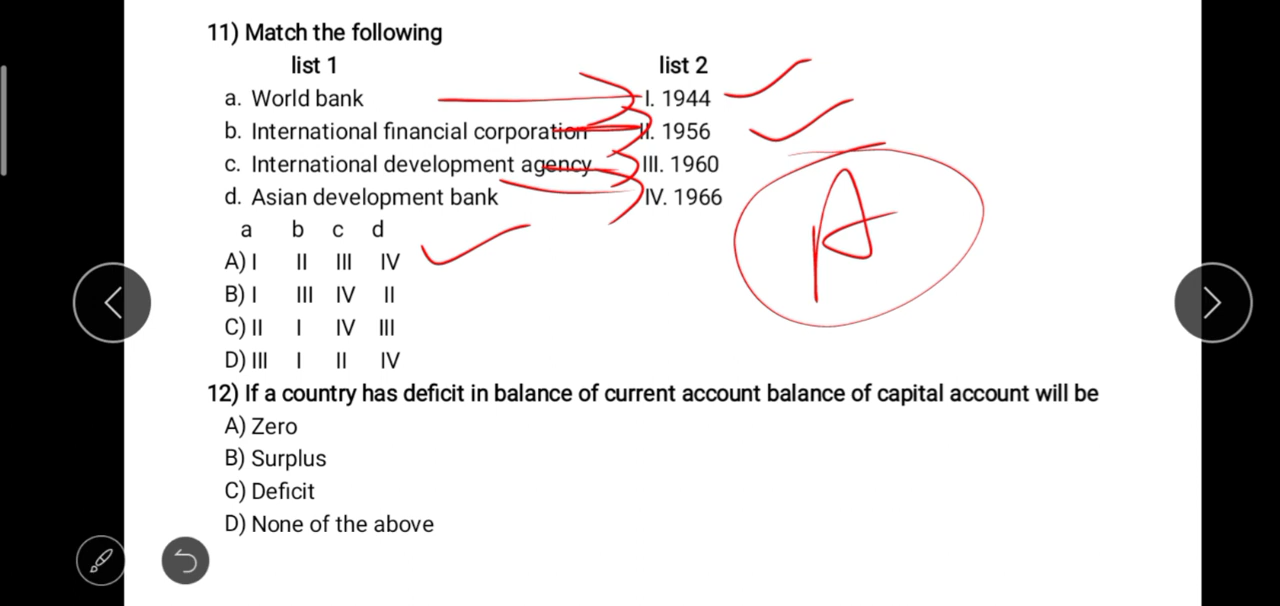 11) Match the following
list 1 list 2
a. World bank I. 1944
b. International financial corporation II. 1956
c. International development agency III. 1960
d. Asian development bank IV. 1966
a b c d
A) I II III IV
B) I III IV II
C) II I IV III
D) III I II IV
A
12) If a country has deficit in balance of current account balance of capital account will be
A) Zero
B) Surplus
C) Deficit
D) None of the above